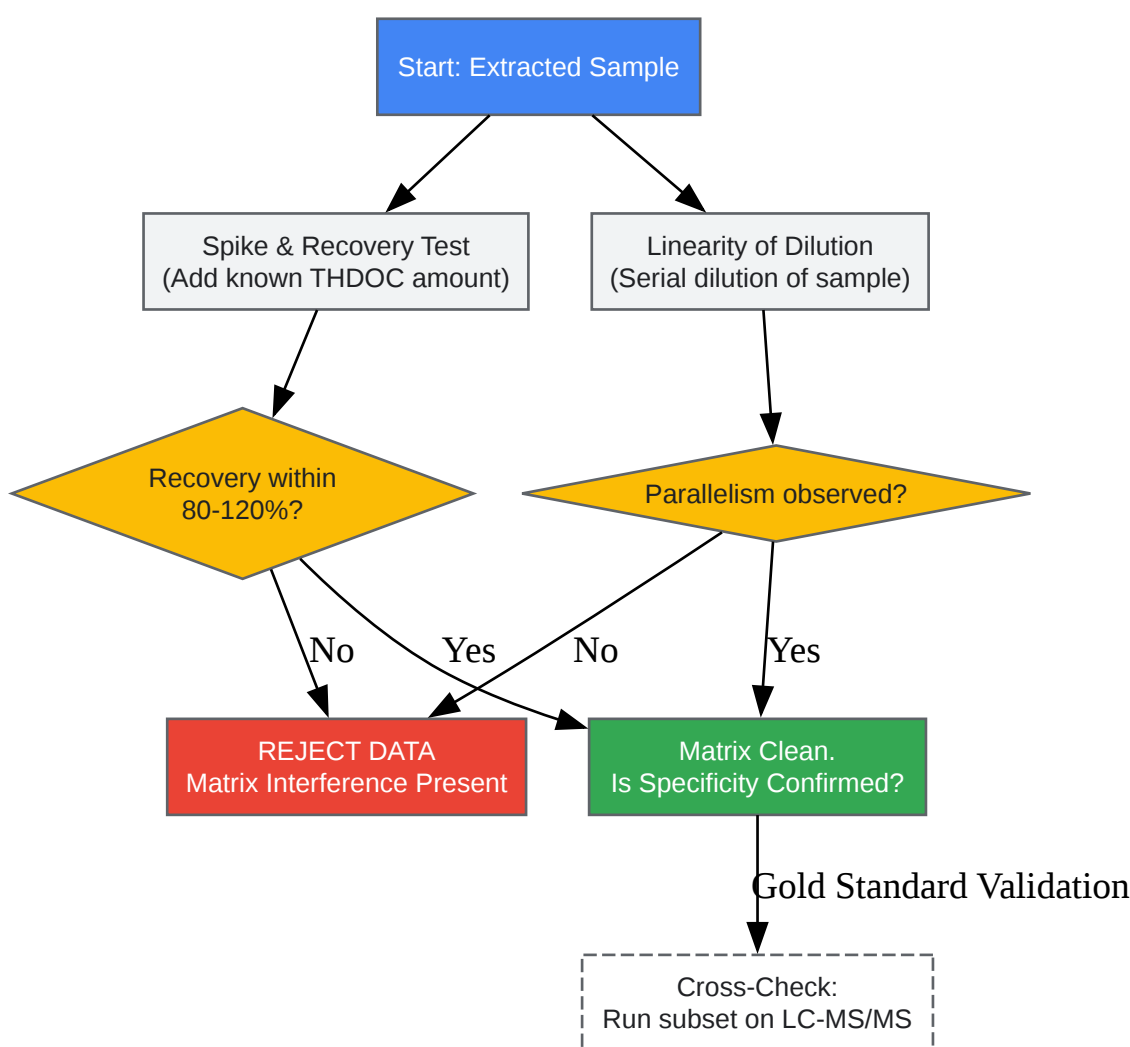 Start: Extracted Sample
Spike & Recovery Test
(Add known THDOC amount)
Linearity of Dilution
(Serial dilution of sample)
Recovery within
80-120%?
Parallelism observed?
No
Yes
No
Yes
REJECT DATA
Matrix Interference Present
Matrix Clean.
Is Specificity Confirmed?
Gold Standard Validation
Cross-Check:
Run subset on LC-MS/MS